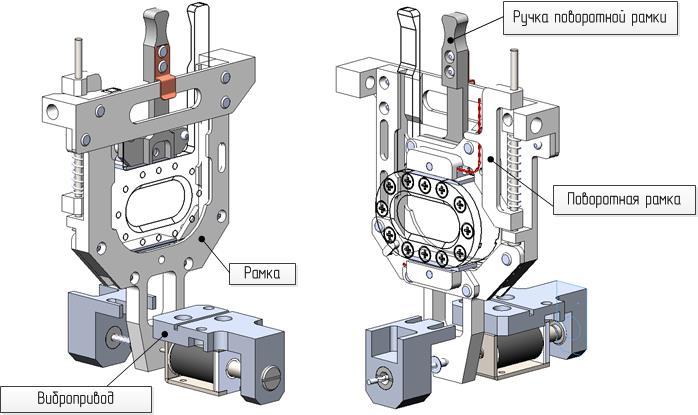 Ручка поворотной рамки
Поворотная рамка
Рамка
Вибропривод